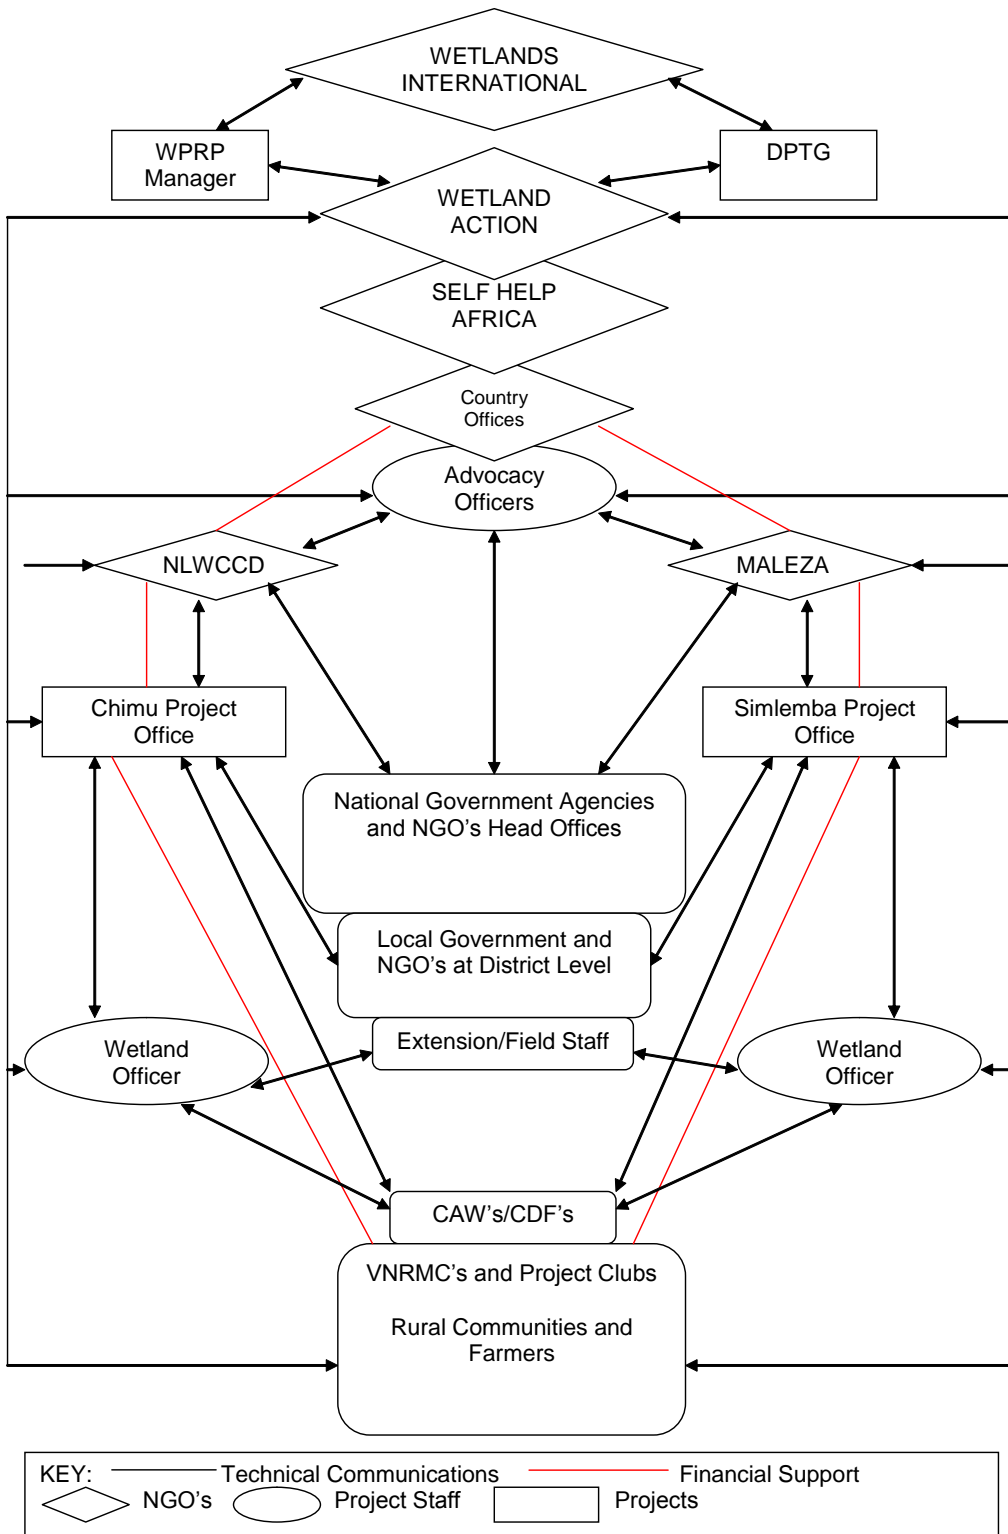 WETLANDS
INTERNATIONAL
WPRP
Manager
DPTG
WETLAND
ACTION
SELF HELP
AFRICA
Country
Offices
Advocacy
Officers
NLWCCD
MALEZA
Chimu Project
Office
Simlemba Project
Office
National Government Agencies
and NGO’s Head Offices
Local Government and
NGO’s at District Level
Extension/Field Staff
Wetland
Officer
Wetland
Officer
CAW’s/CDF’s
VNRMC’s and Project Clubs
Rural Communities and
Farmers
KEY: Technical Communications Financial Support
NGO’s Project Staff Projects